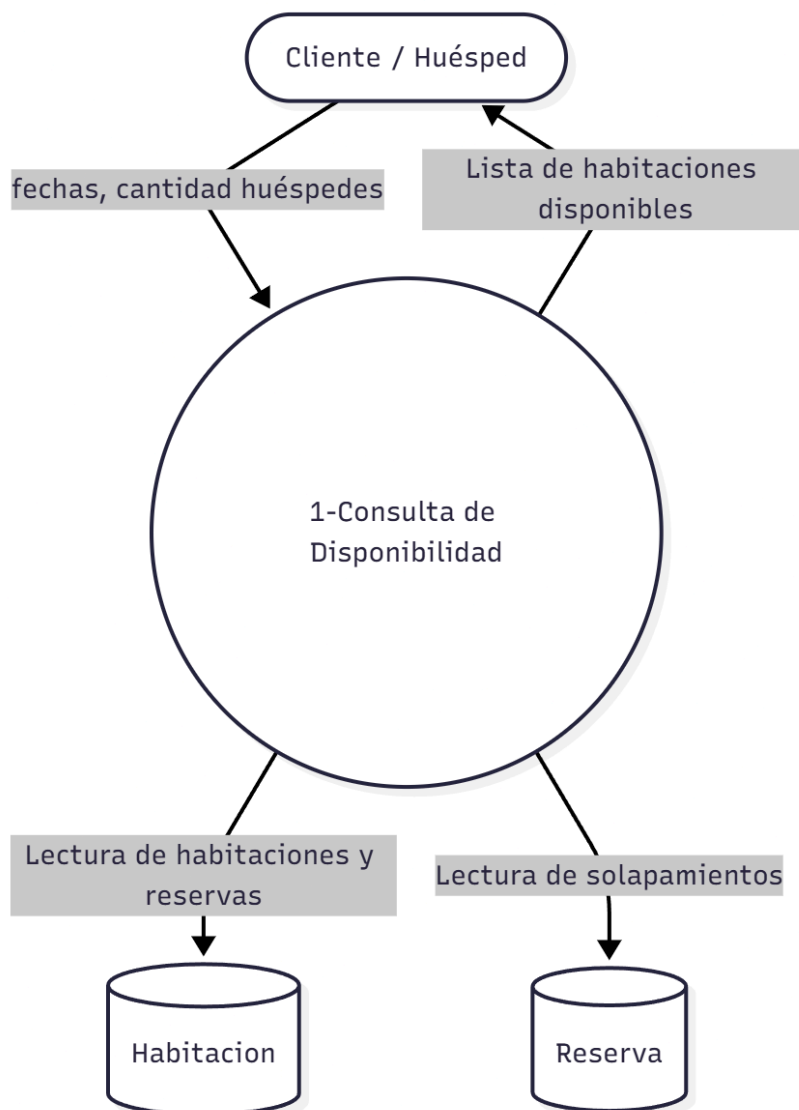 Cliente / Huésped
fechas, cantidad huéspedes
Lista de habitaciones
disponibles
1-Consulta de
Disponibilidad
Lectura de habitaciones y
reservas
Lectura de solapamientos
Habitacion
Reserva